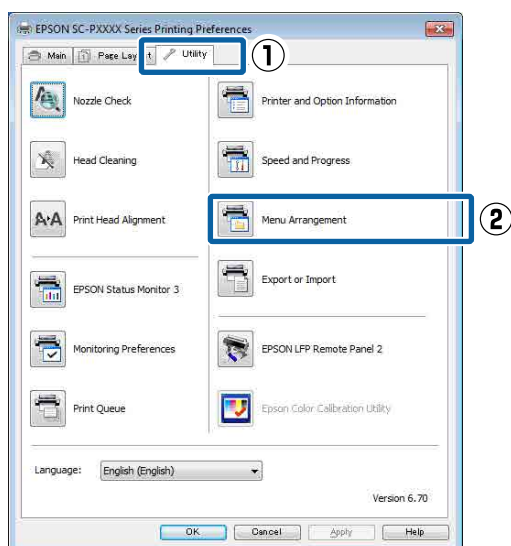 EPSON SC-PXXXX Series Printing Preferences
Main Page Lay t Utility ①
Nozzle Check Printer and Option Information
Head Cleaning Speed and Progress
Print Head Alignment Menu Arrangement ②
EPSON Status Monitor 3 Export or Import
Monitoring Preferences EPSON LFP Remote Panel 2
Print Queue Epson Color Calibration Utility
Language: English (English)
Version 6.70
OK Cancel Apply Help